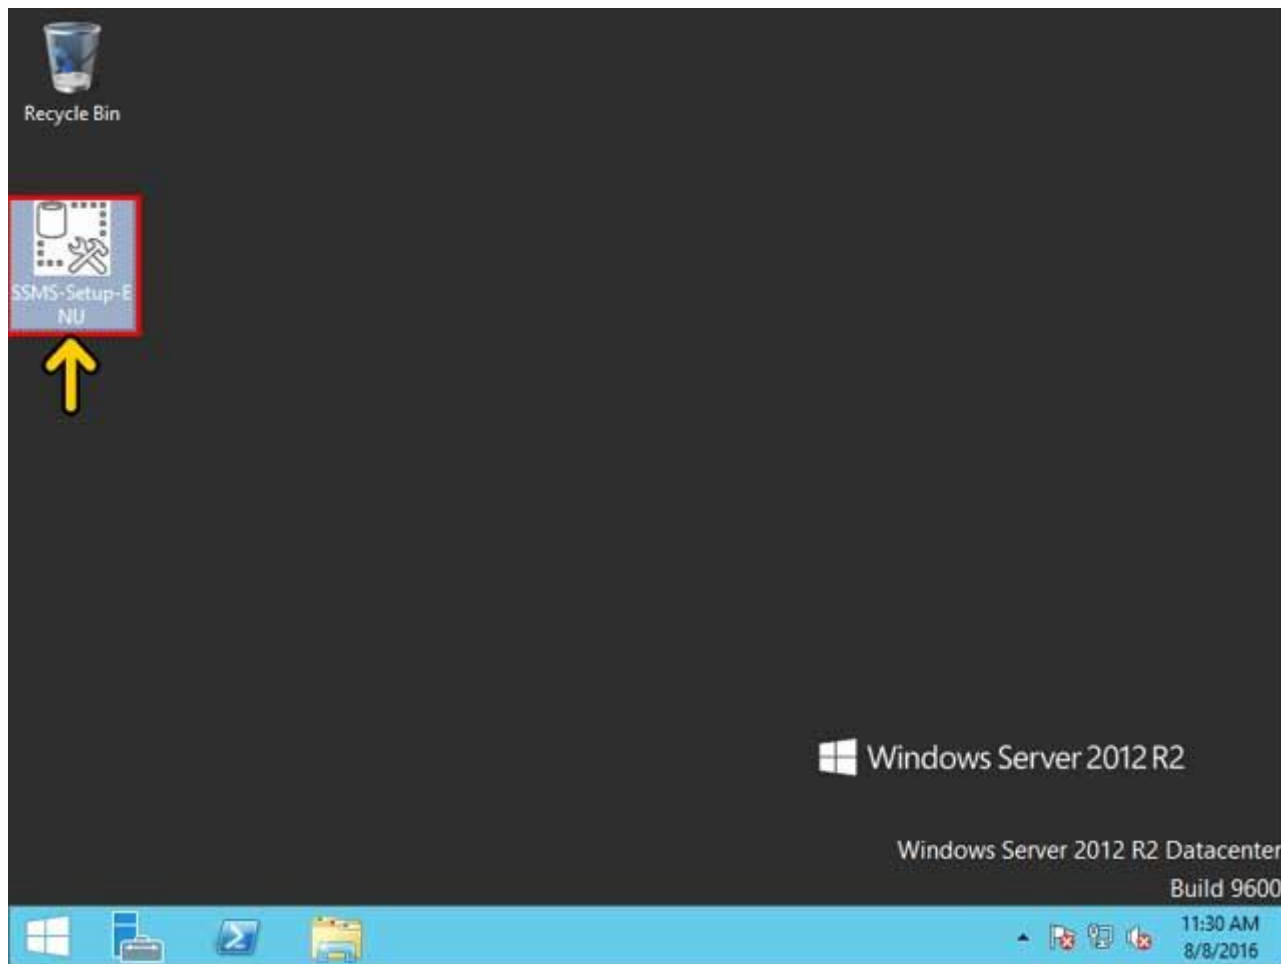 Recycle Bin
SSMS-Setup-E
NU
Windows Server 2012 R2
Windows Server 2012 R2 Datacenter
Build 9600
11:30 AM
8/8/2016